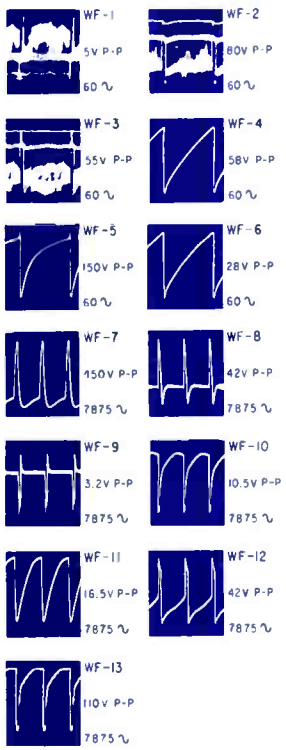 WF-1
5V P-P
60 ~
WF-2
80V P-P
60 ~
WF-3
55V P-P
60 ~
WF-4
58V P-P
60 ~
WF-5
150V P-P
60 ~
WF-6
28V P-P
60 ~
WF-7
150V P-P
7875 ~
WF-8
42V P-P
7875 ~
WF-9
3.2V P-P
7875 ~
WF-10
10.5V P-P
7875 ~
WF-11
16.5V P-P
7875 ~
WF-12
42V P-P
7875 ~
WF-13
110V P-P
7875 ~